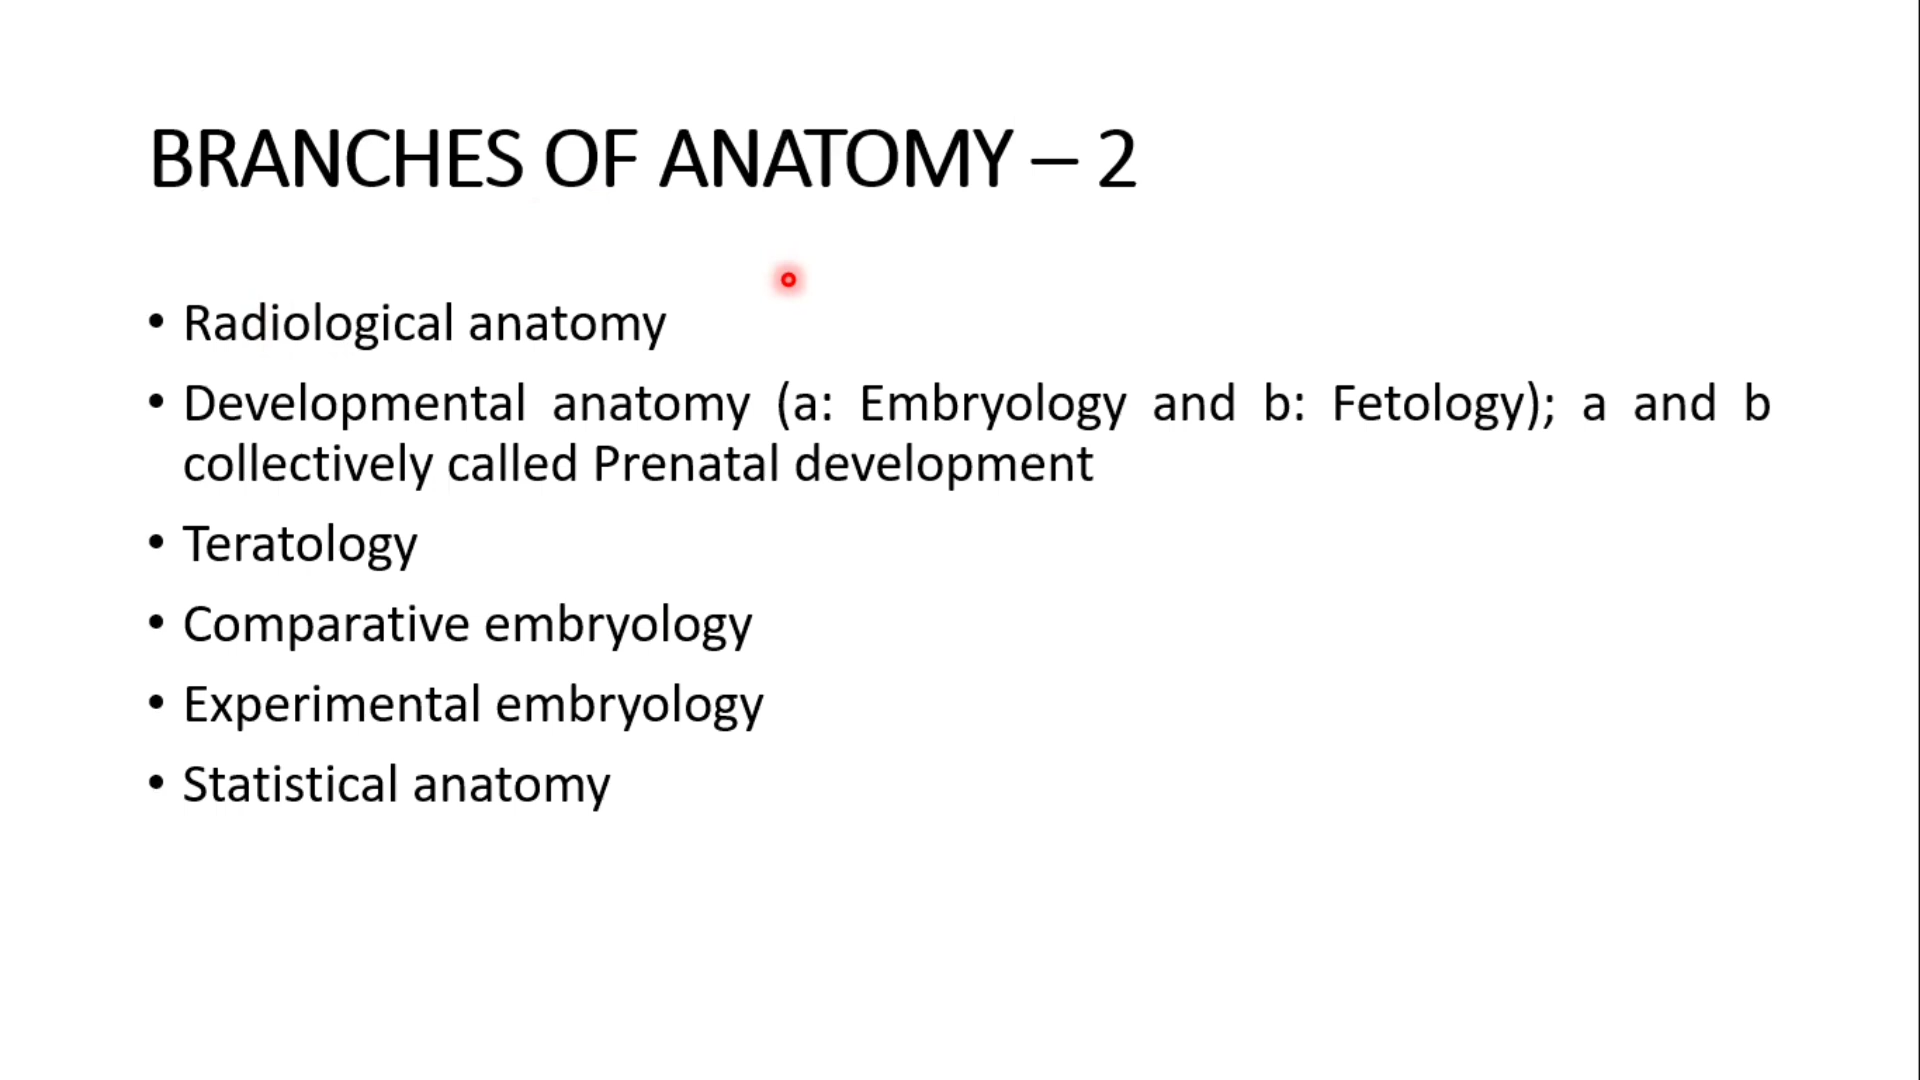 BRANCHES OF ANATOMY – 2
• Radiological anatomy
• Developmental anatomy (a: Embryology and b: Fetology); a and b
collectively called Prenatal development
• Teratology
• Comparative embryology
• Experimental embryology
• Statistical anatomy